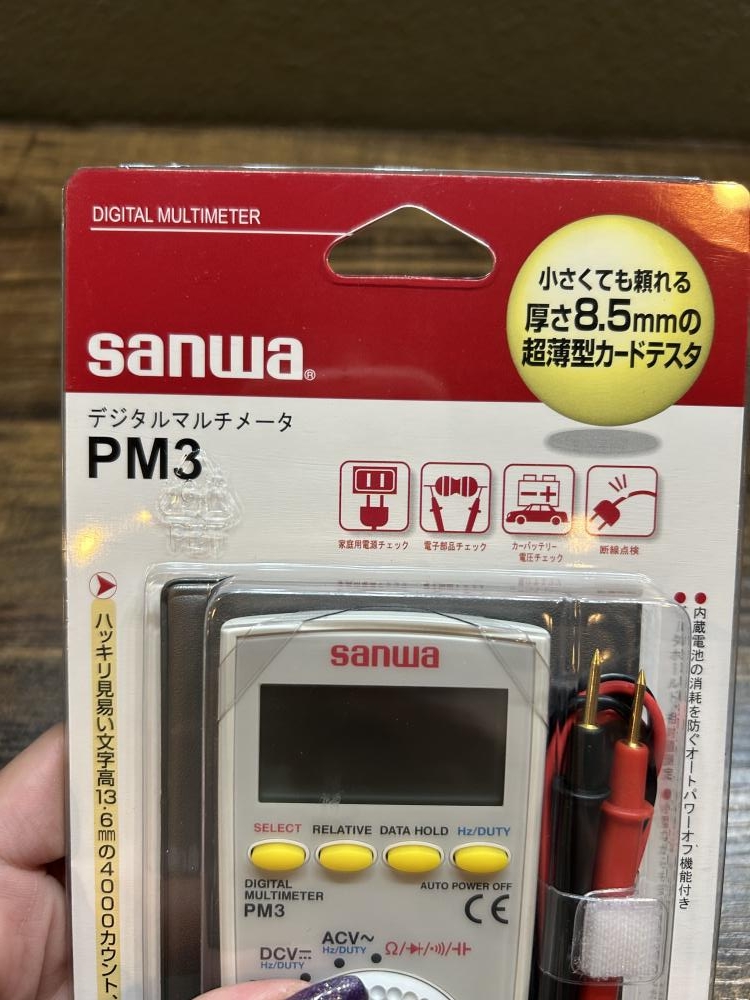 DIGITAL MULTIMETER
小さくても頼れる
厚さ8.5mmの
超薄型カードテスタ
sanwa®
デジタルマルチメータ
PM3
家庭用電源チェック
電子部品チェック
カーバッテリー
電圧チェック
断線点検
ハッキリ見易い文字高13.6mmの4000カウント、
内蔵電池の消耗を防ぐオートパワーオフ機能付き
sanwa
SELECT RELATIVE DATA HOLD Hz/DUTY
DIGITAL
MULTIMETER
PM3
AUTO POWER OFF
CE
DCV⎓
Hz/DUTY
ACV~
Hz/DUTY
Ω